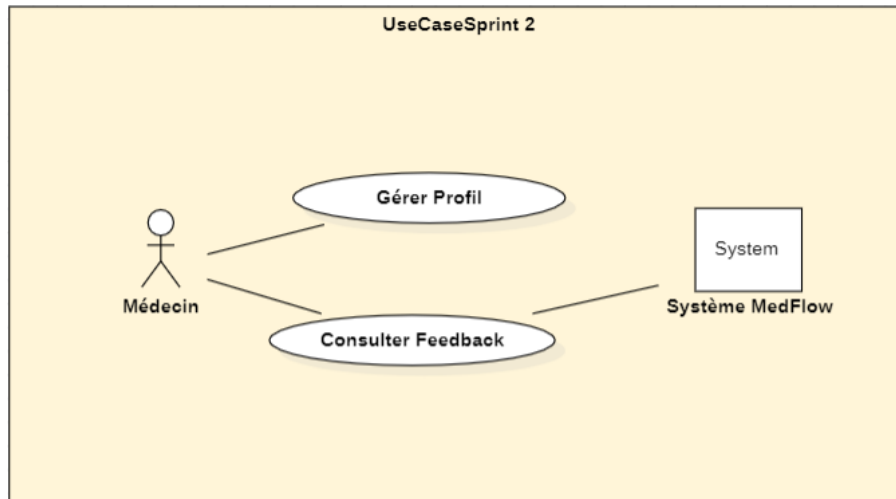 UseCaseSprint 2
Gérer Profil
System
Médecin
Système MedFlow
Consulter Feedback